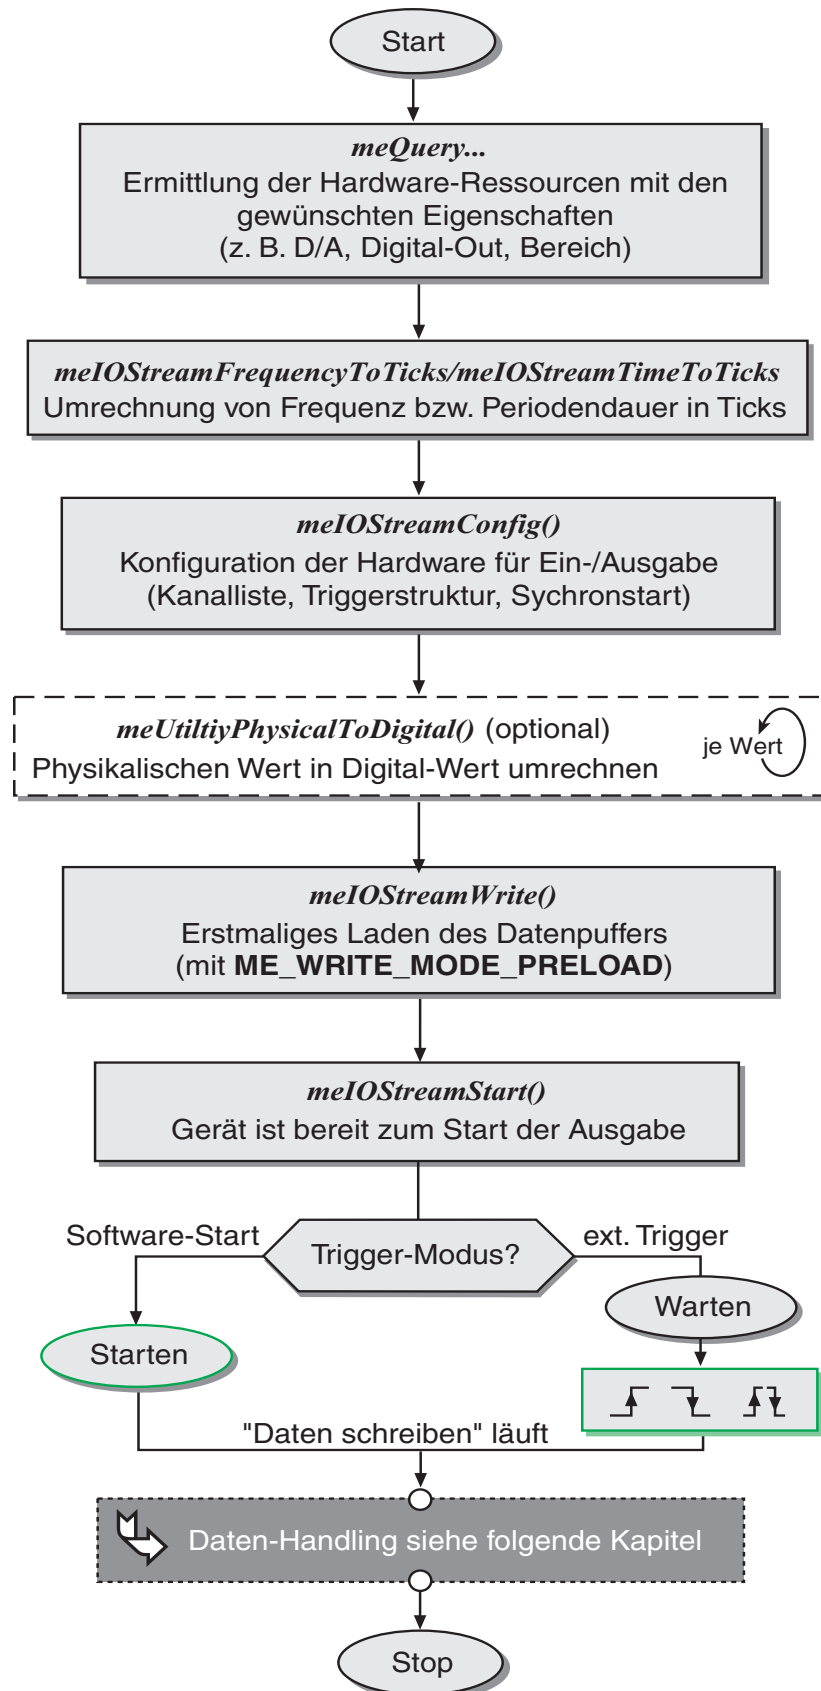 Start
meQuery...
Ermittlung der Hardware-Ressourcen mit den
gewünschten Eigenschaften
(z. B. D/A, Digital-Out, Bereich)
meIOStreamFrequencyToTicks/meIOStreamTimeToTicks
Umrechnung von Frequenz bzw. Periodendauer in Ticks
meIOStreamConfig()
Konfiguration der Hardware für Ein-/Ausgabe
(Kanalliste, Triggerstruktur, Sychronstart)
meUtiltiyPhysicalToDigital() (optional)
je Wert
Physikalischen Wert in Digital-Wert umrechnen
meIOStreamWrite()
Erstmaliges Laden des Datenpuffers
(mit ME_WRITE_MODE_PRELOAD)
meIOStreamStart()
Gerät ist bereit zum Start der Ausgabe
Software-Start
Trigger-Modus?
ext. Trigger
Warten
Starten
"Daten schreiben" läuft
Daten-Handling siehe folgende Kapitel
Stop